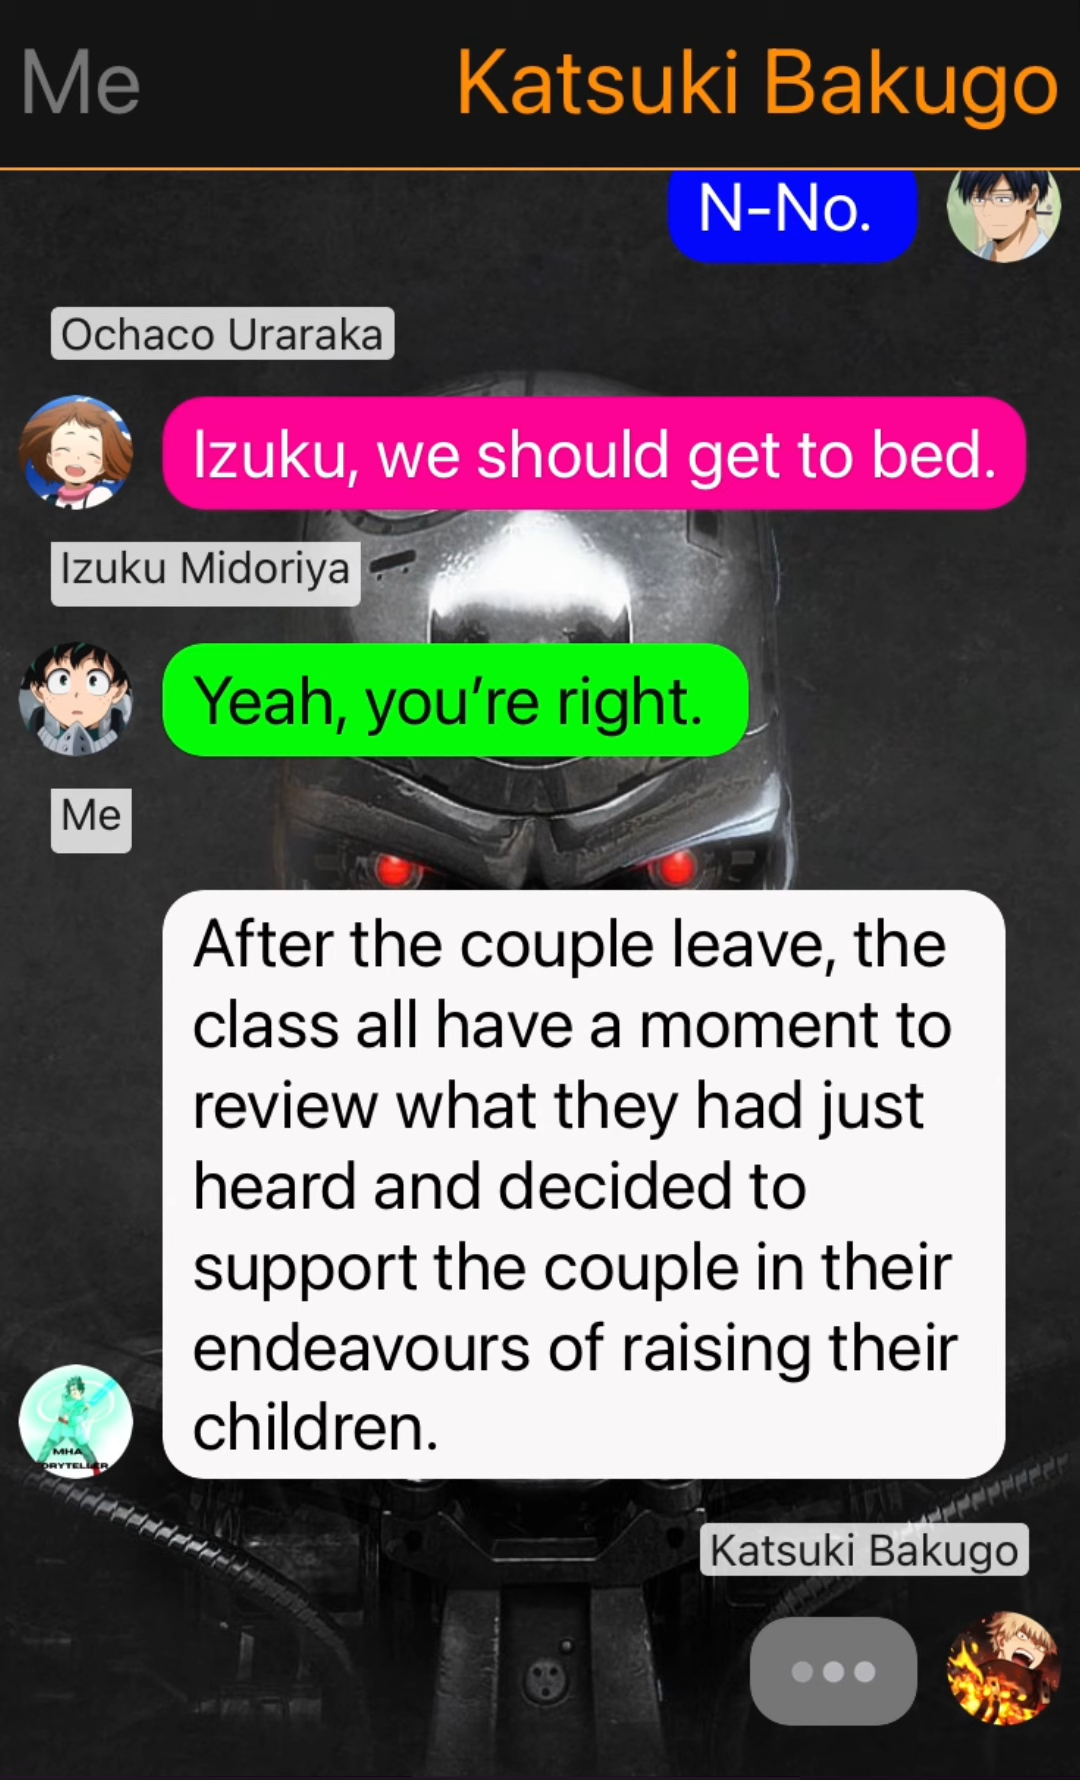 Me
Katsuki Bakugo
N-No.
Ochaco Uraraka
Izuku, we should get to bed.
Izuku Midoriya
Yeah, you’re right.
Me
After the couple leave, the
class all have a moment to
review what they had just
heard and decided to
support the couple in their
endeavours of raising their
children.
MHA
Katsuki Bakugo